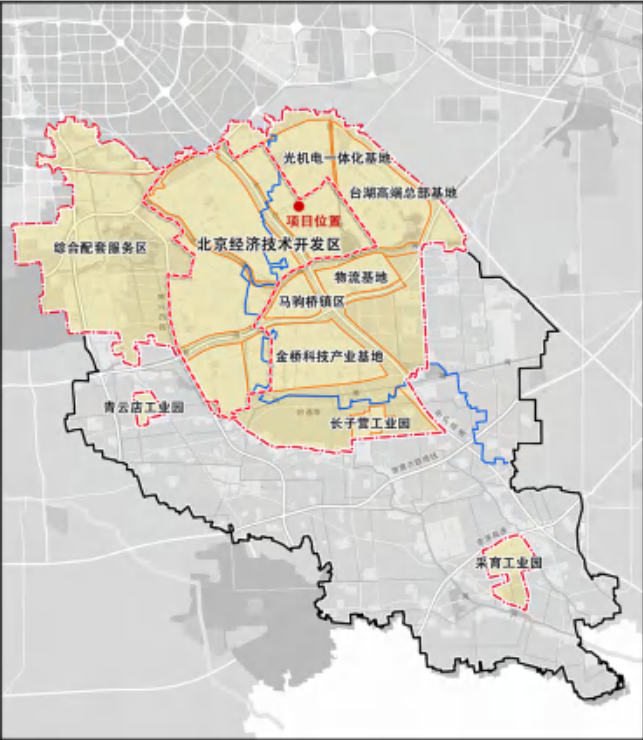 光机电一体化基地
台湖高端总部基地
项目位置
北京经济技术开发区
综合配套服务区
物流基地
马驹桥镇区
金桥科技产业基地
青云店工业园
长子营工业园
采育工业园